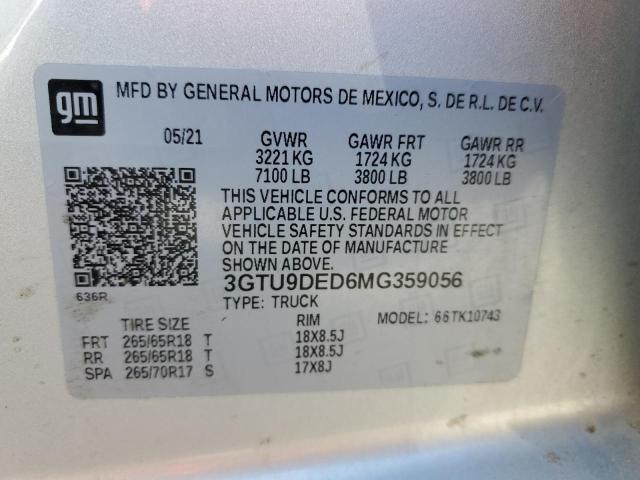 gm
MFD BY GENERAL MOTORS DE MEXICO, S. DE R.L. DE C.V.
05/21 GVWR GAWR FRT GAWR RR
3221 KG 1724 KG 1724 KG
7100 LB 3800 LB 3800 LB
THIS VEHICLE CONFORMS TO ALL
APPLICABLE U.S. FEDERAL MOTOR
VEHICLE SAFETY STANDARDS IN EFFECT
ON THE DATE OF MANUFACTURE
SHOWN ABOVE.
636R
3GTU9DED6MG359056
TYPE: TRUCK
TIRE SIZE RIM MODEL: 66TK10743
FRT 265/65R18 T 18X8.5J
RR 265/65R18 T 18X8.5J
SPA 265/70R17 S 17X8J